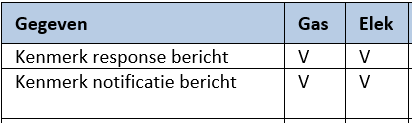 Gegeven Gas Elek
Kenmerk response bericht V V
Kenmerk notificatie bericht V V